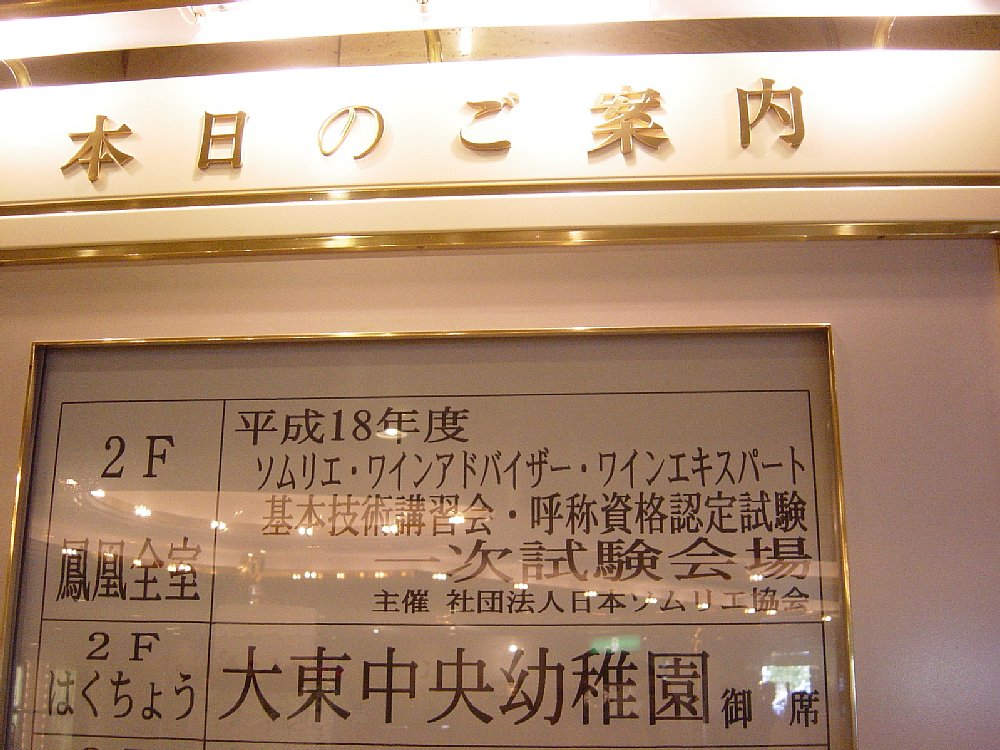 本日のご案内
2F
鳳凰全室
平成18年度
ソムリエ・ワインアドバイザー・ワインエキスパート
基本技術講習会・呼称資格認定試験
一次試験会場
主催 社団法人日本ソムリエ協会
2F
はくちょう
大東中央幼稚園 御席